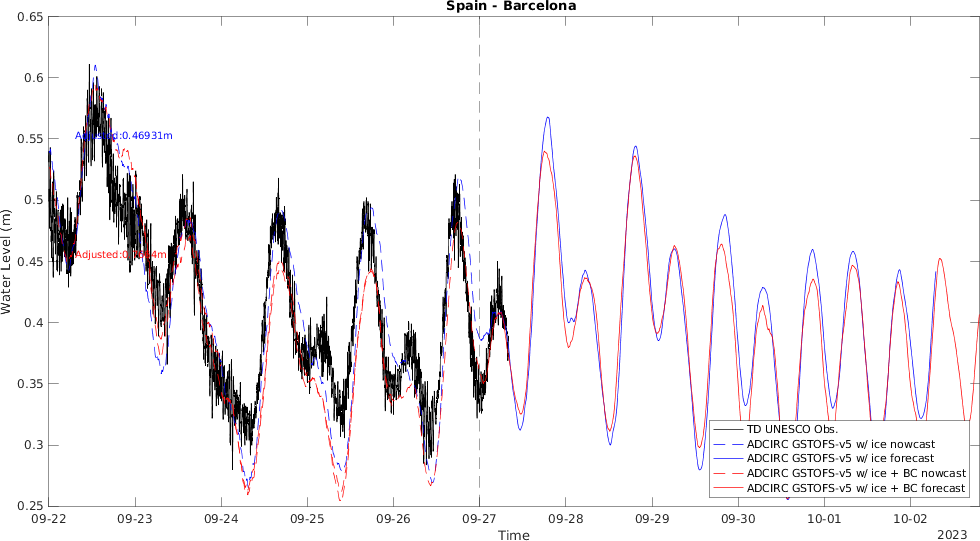 Spain - Barcelona
0.65
0.6
0.55
0.5
0.45
0.4
0.35
0.3
0.25
Water Level (m)
Adjusted:0.46931m
TD UNESCO Obs.
ADCIRC GSTOFS-v5 w/ ice nowcast
ADCIRC GSTOFS-v5 w/ ice forecast
ADCIRC GSTOFS-v5 w/ ice + BC nowcast
ADCIRC GSTOFS-v5 w/ ice + BC forecast
09-22 09-23 09-24 09-25 09-26 09-27 09-28 09-29 09-30 10-01 10-02
Time
2023